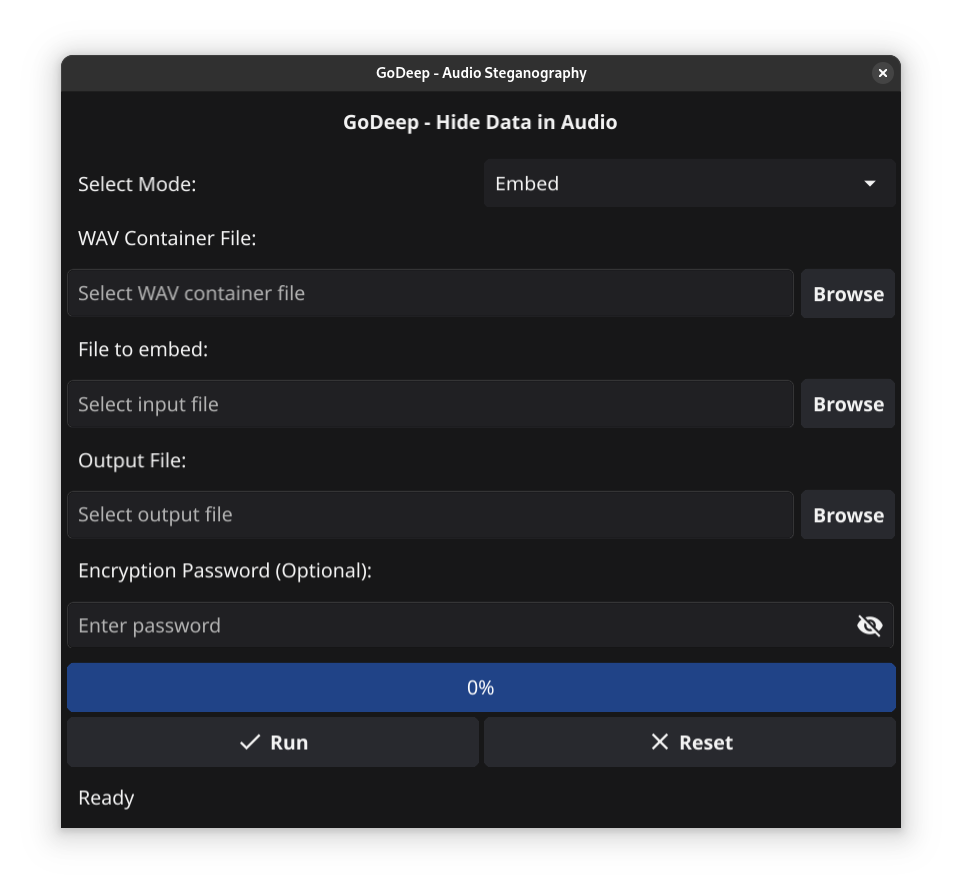 GoDeep - Audio Steganography
GoDeep - Hide Data in Audio
Select Mode: Embed
WAV Container File:
Select WAV container file Browse
File to embed:
Select input file Browse
Output File:
Select output file Browse
Encryption Password (Optional):
Enter password
0%
Run Reset
Ready